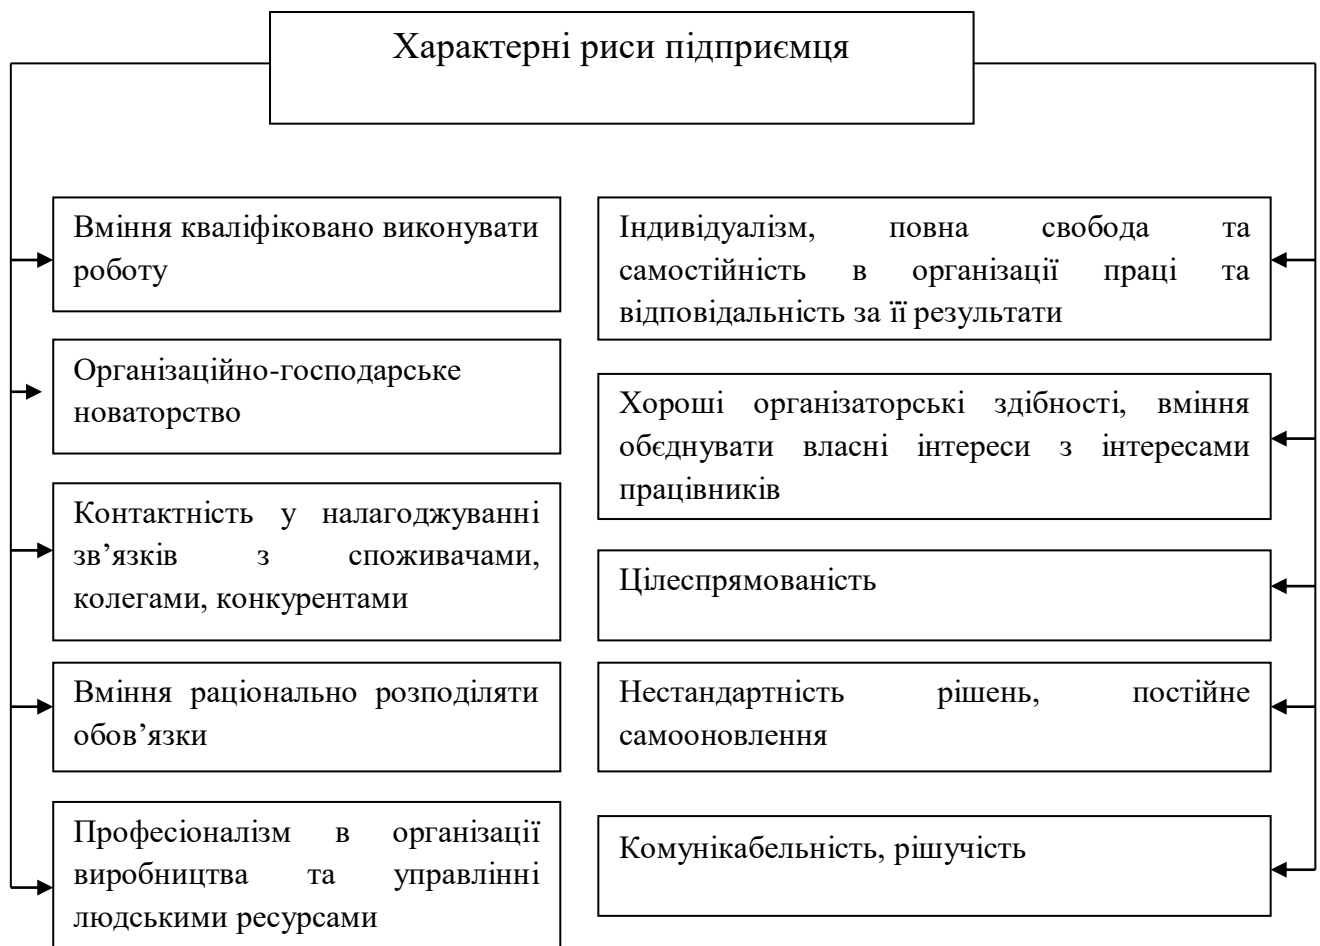 Характерні риси підприємця
Вміння кваліфіковано виконувати
роботу
Організаційно-господарське
новаторство
Контактність у налагоджуванні
зв’язків з споживачами,
колегами, конкурентами
Вміння раціонально розподіляти
обов’язки
Професіоналізм в організації
виробництва та управлінні
людськими ресурсами
Індивідуалізм, повна свобода та
самостійність в організації праці та
відповідальність за її результати
Хороші організаторські здібності, вміння
обєднувати власні інтереси з інтересами
працівників
Цілеспрямованість
Нестандартність рішень, постійне
самооновлення
Комунікабельність, рішучість